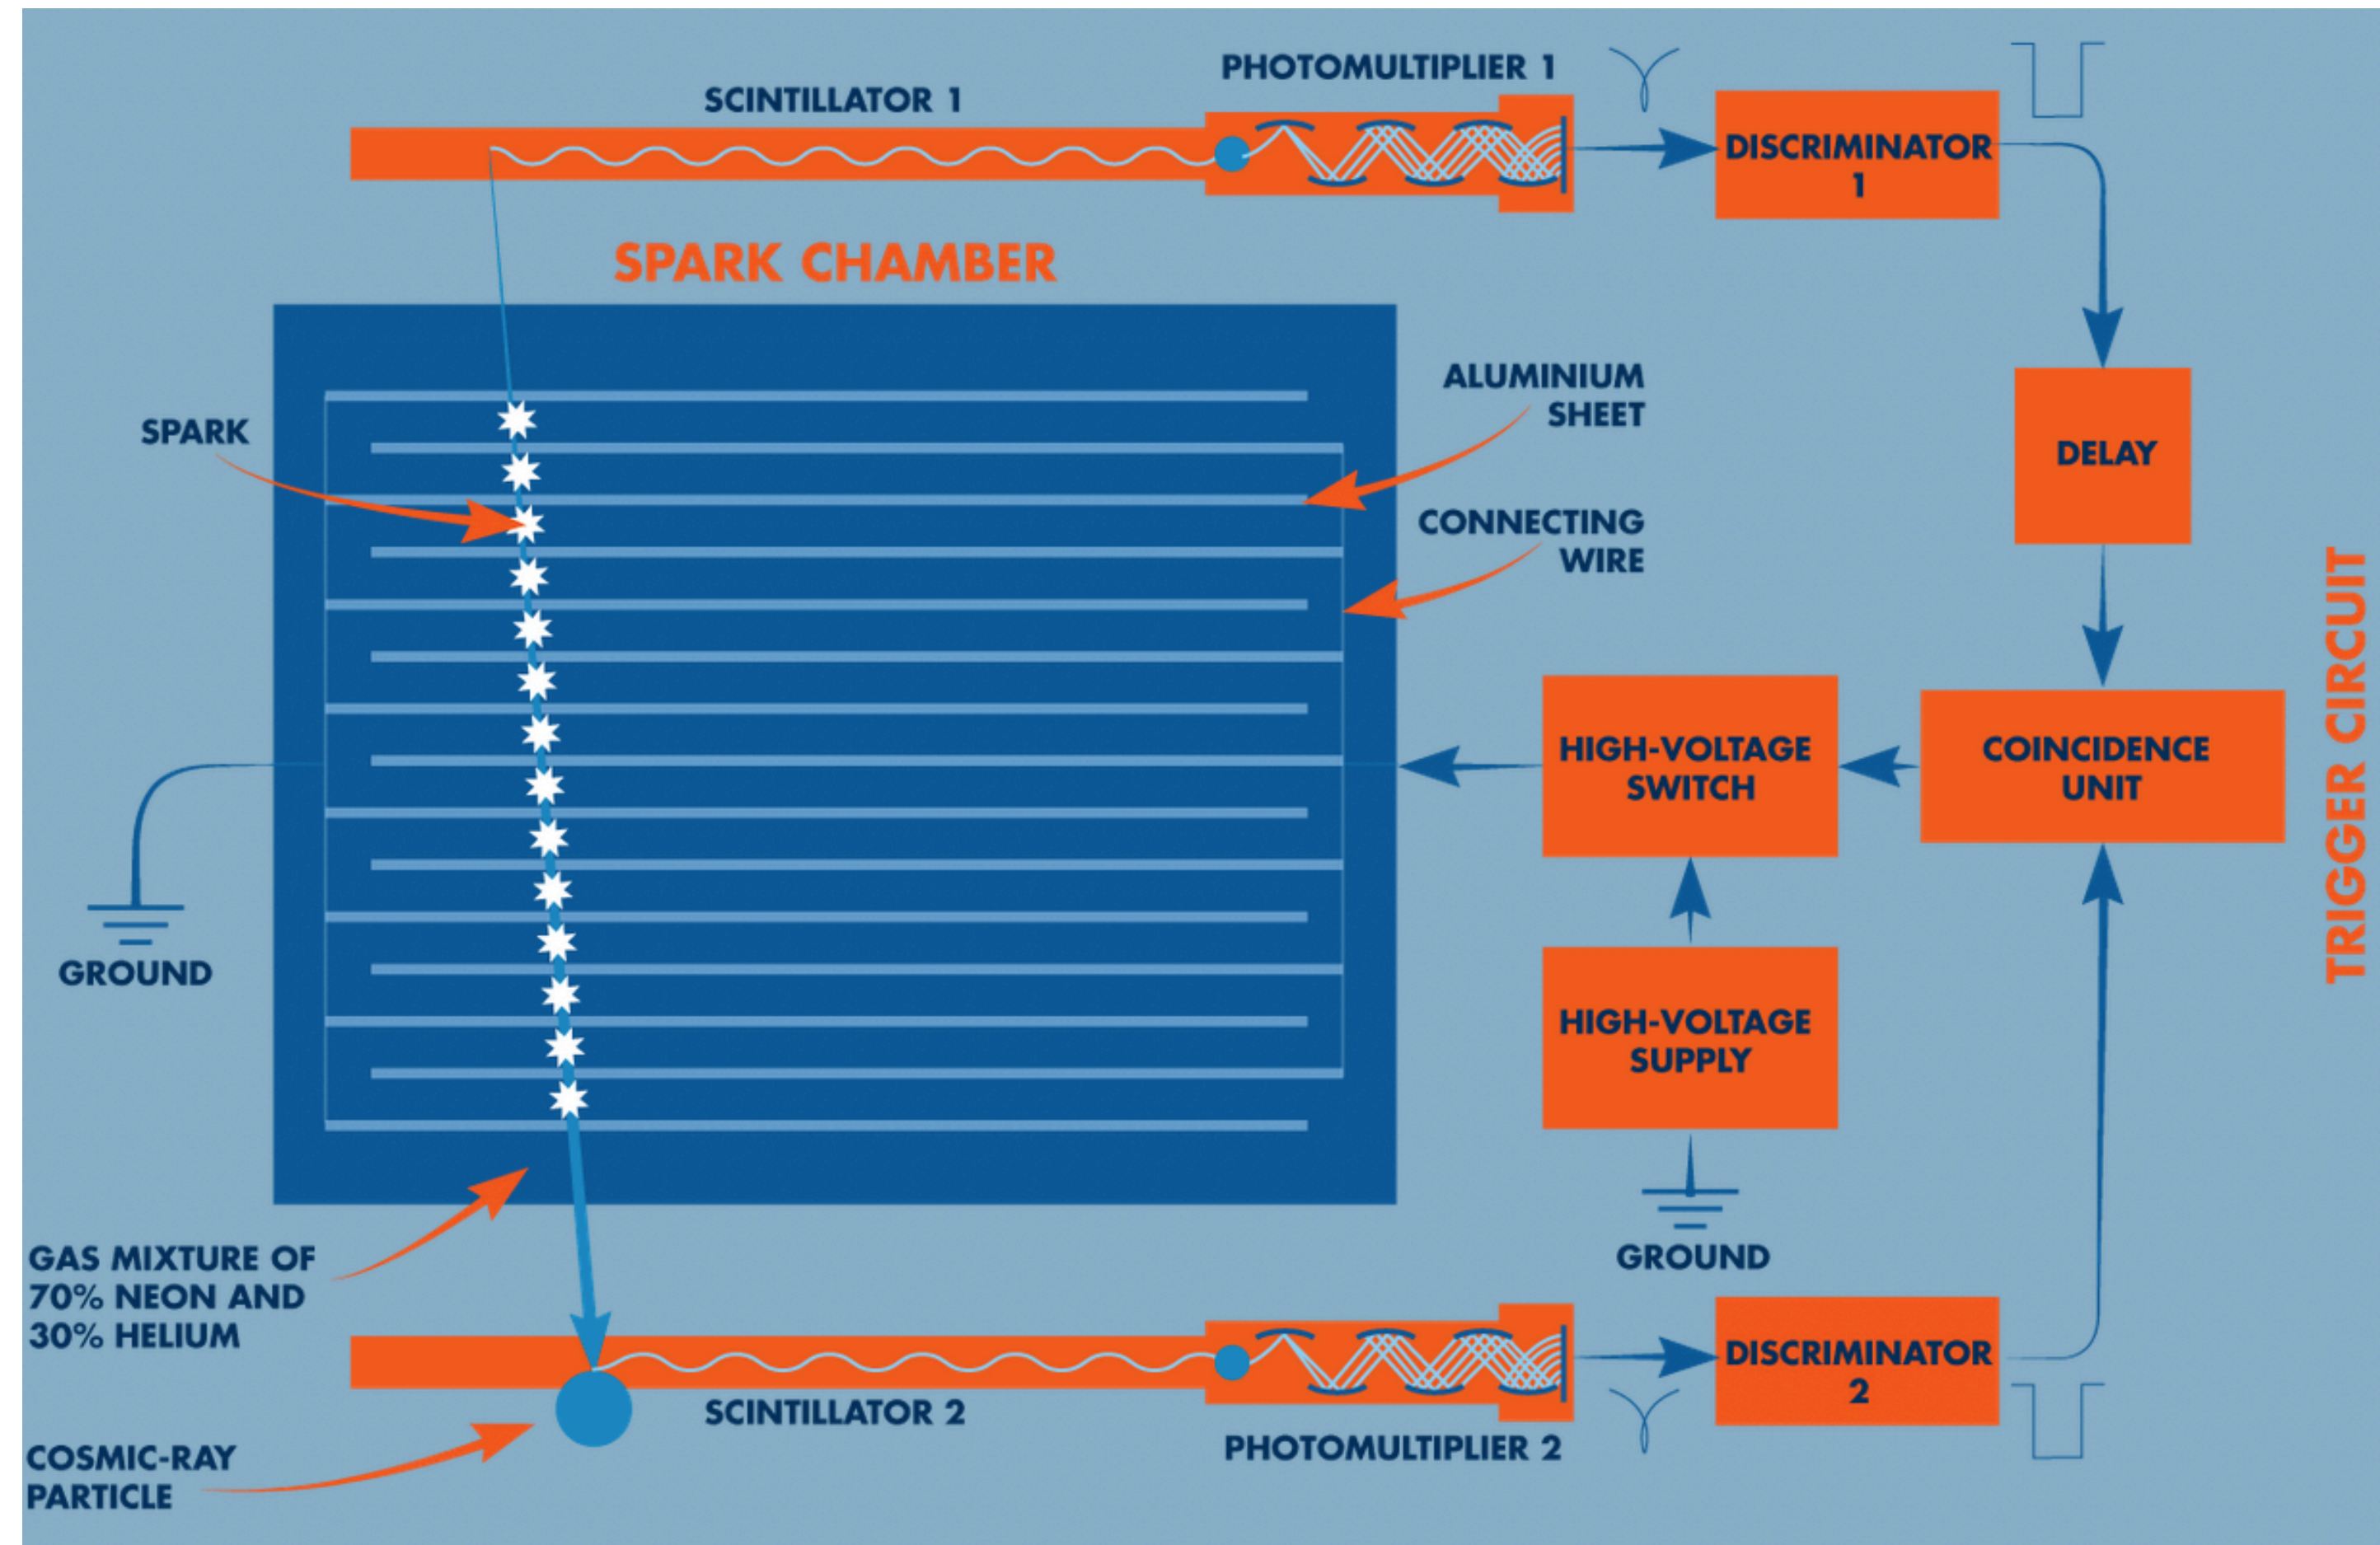 PHOTOMULTIPLIER 1
SCINTILLATOR 1
DISCRIMINATOR
1
SPARK CHAMBER
ALUMINIUM
SHEET
SPARK
DELAY
CONNECTING
WIRE
TRIGGER CIRCUIT
HIGH-VOLTAGE
SWITCH
COINCIDENCE
UNIT
GROUND
HIGH-VOLTAGE
SUPPLY
GROUND
GAS MIXTURE OF
70% NEON AND
30% HELIUM
DISCRIMINATOR
2
SCINTILLATOR 2
PHOTOMULTIPLIER 2
COSMIC-RAY
PARTICLE